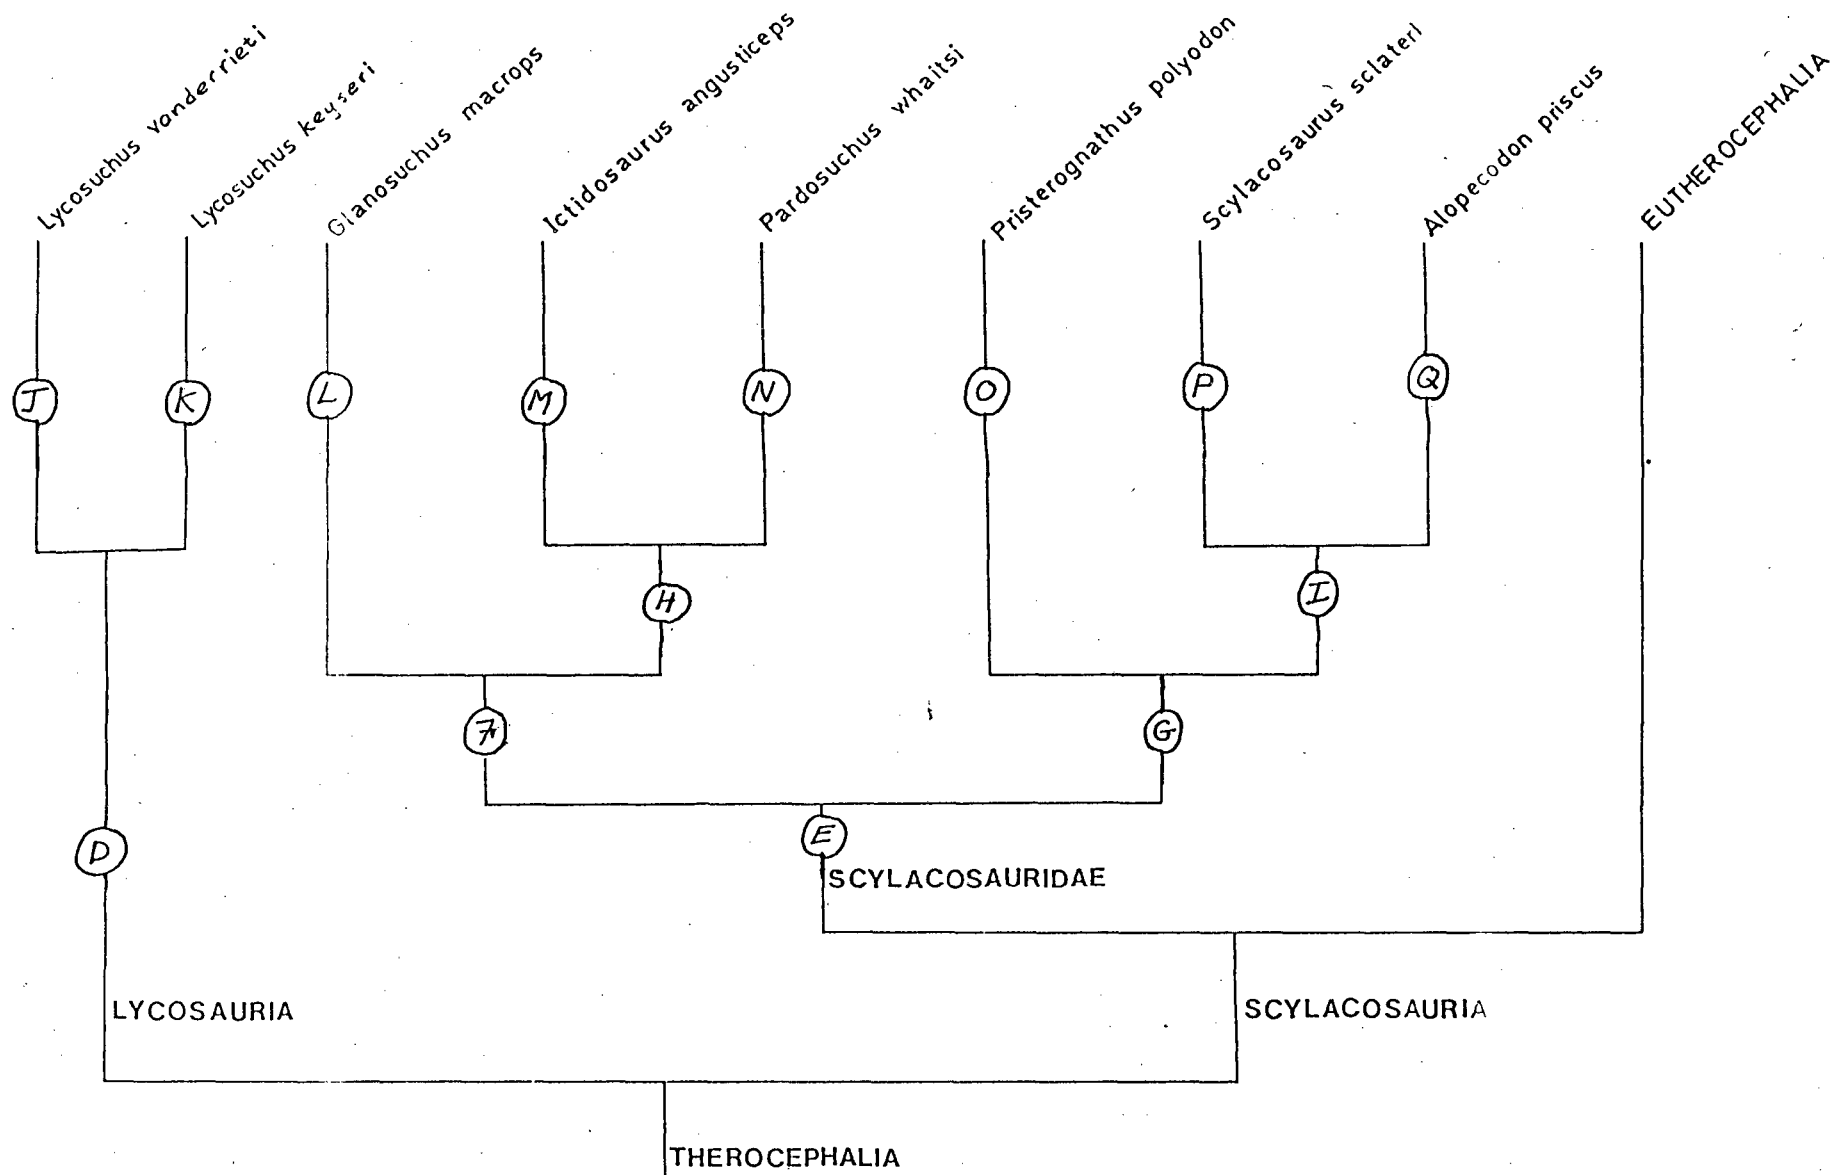 Lycosuchus vanderrieti
Lycosuchus keyseri
Glanosuchus macrops
Ictidosaurus angusticeps
Pardosuchus whaitsi
Pristerognathus polyodon
Scylacosaurus sclateri
Alopecodon priscus
EUTHEROCEPHALIA
J
K
L
M
N
O
P
Q
H
I
F
G
D
E
SCYLACOSAURIDAE
LYCOSAURIA
SCYLACOSAURIA
THEROCEPHALIA